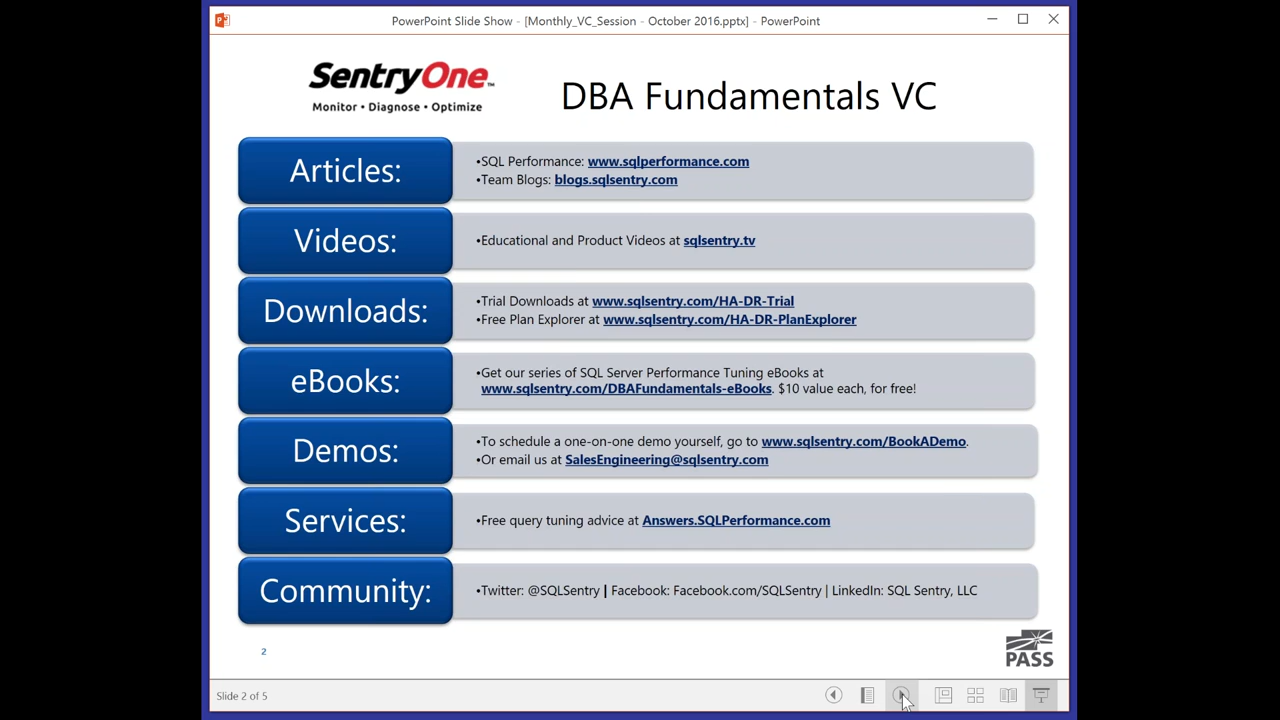 PowerPoint Slide Show - [Monthly_VC_Session - October 2016.pptx] - PowerPoint
SentryOne™
Monitor • Diagnose • Optimize
DBA Fundamentals VC
Articles:
•SQL Performance: www.sqlperformance.com
•Team Blogs: blogs.sqlsentry.com
Videos:
•Educational and Product Videos at sqlsentry.tv
Downloads:
•Trial Downloads at www.sqlsentry.com/HA-DR-Trial
•Free Plan Explorer at www.sqlsentry.com/HA-DR-PlanExplorer
eBooks:
•Get our series of SQL Server Performance Tuning eBooks at
www.sqlsentry.com/DBAFundamentals-eBooks. $10 value each, for free!
Demos:
•To schedule a one-on-one demo yourself, go to www.sqlsentry.com/BookADemo.
•Or email us at SalesEngineering@sqlsentry.com
Services:
•Free query tuning advice at Answers.SQLPerformance.com
Community:
•Twitter: @SQLSentry | Facebook: Facebook.com/SQLSentry | LinkedIn: SQL Sentry, LLC
2
PASS
Slide 2 of 5